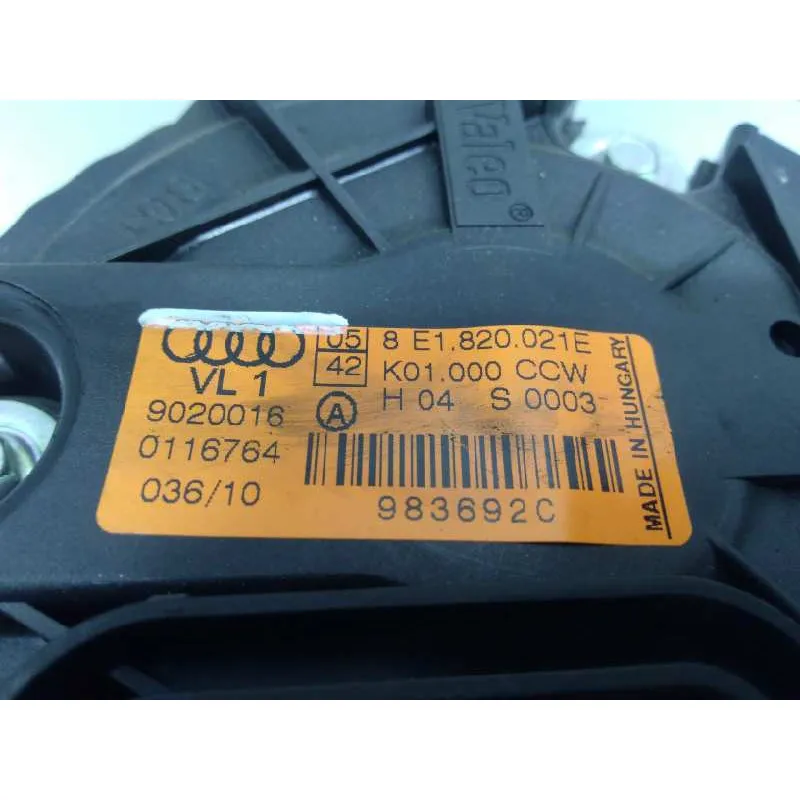 Valeo®
05 8 E1.820.021E
VL 1 42 K01.000 CCW
9020016 A H 04 S 0003
0116764
036/10 983692C
MADE IN HUNGARY